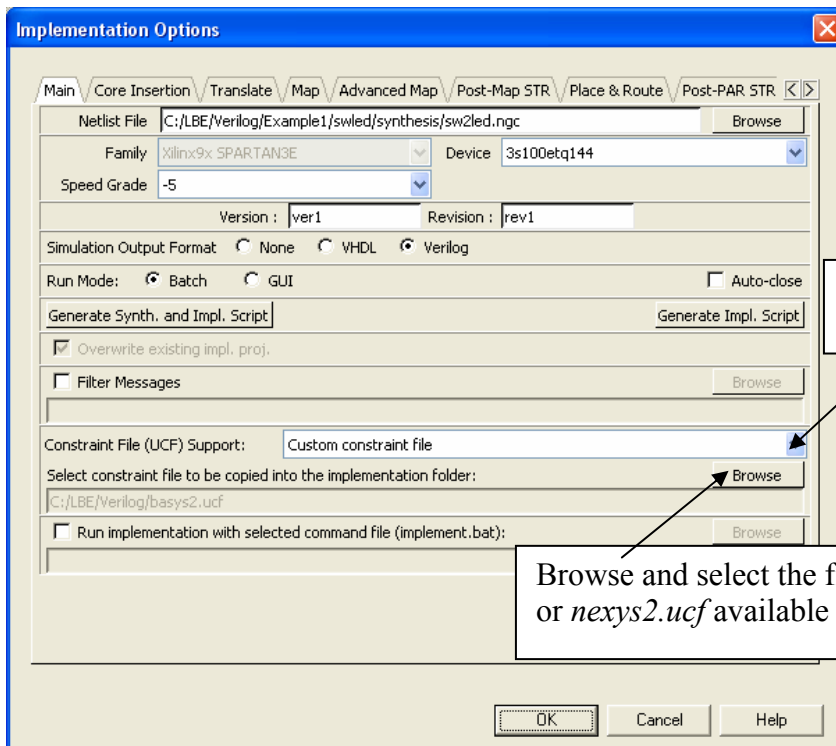 Implementation Options
Main Core Insertion Translate Map Advanced Map Post-Map STR Place & Route Post-PAR STR
Netlist File C:/LBE/Verilog/Example1/swled/synthesis/sw2led.ngc Browse
Family Xilinx9x SPARTAN3E Device 3s100etq144
Speed Grade -5
Version : ver1 Revision : rev1
Simulation Output Format None VHDL Verilog
Run Mode: Batch GUI Auto-close
Generate Synth. and Impl. Script Generate Impl. Script
Overwrite existing impl. proj.
Filter Messages Browse
Constraint File (UCF) Support: Custom constraint file
Select constraint file to be copied into the implementation folder: Browse
C:/LBE/Verilog/basys2.ucf
Run implementation with selected command file (implement.bat): Browse
Browse and select the f
or nexys2.ucf available
OK Cancel Help